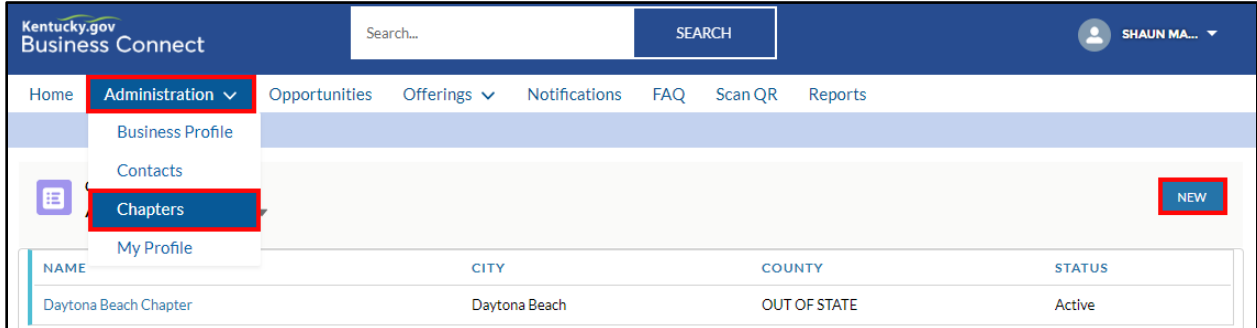 Kentucky.gov
Business Connect
Search...
SEARCH
SHAUN MA...
Home Administration Opportunities Offerings Notifications FAQ Scan QR Reports
Business Profile
Contacts
Chapters
NEW
My Profile
NAME CITY COUNTY STATUS
Daytona Beach Chapter Daytona Beach OUT OF STATE Active